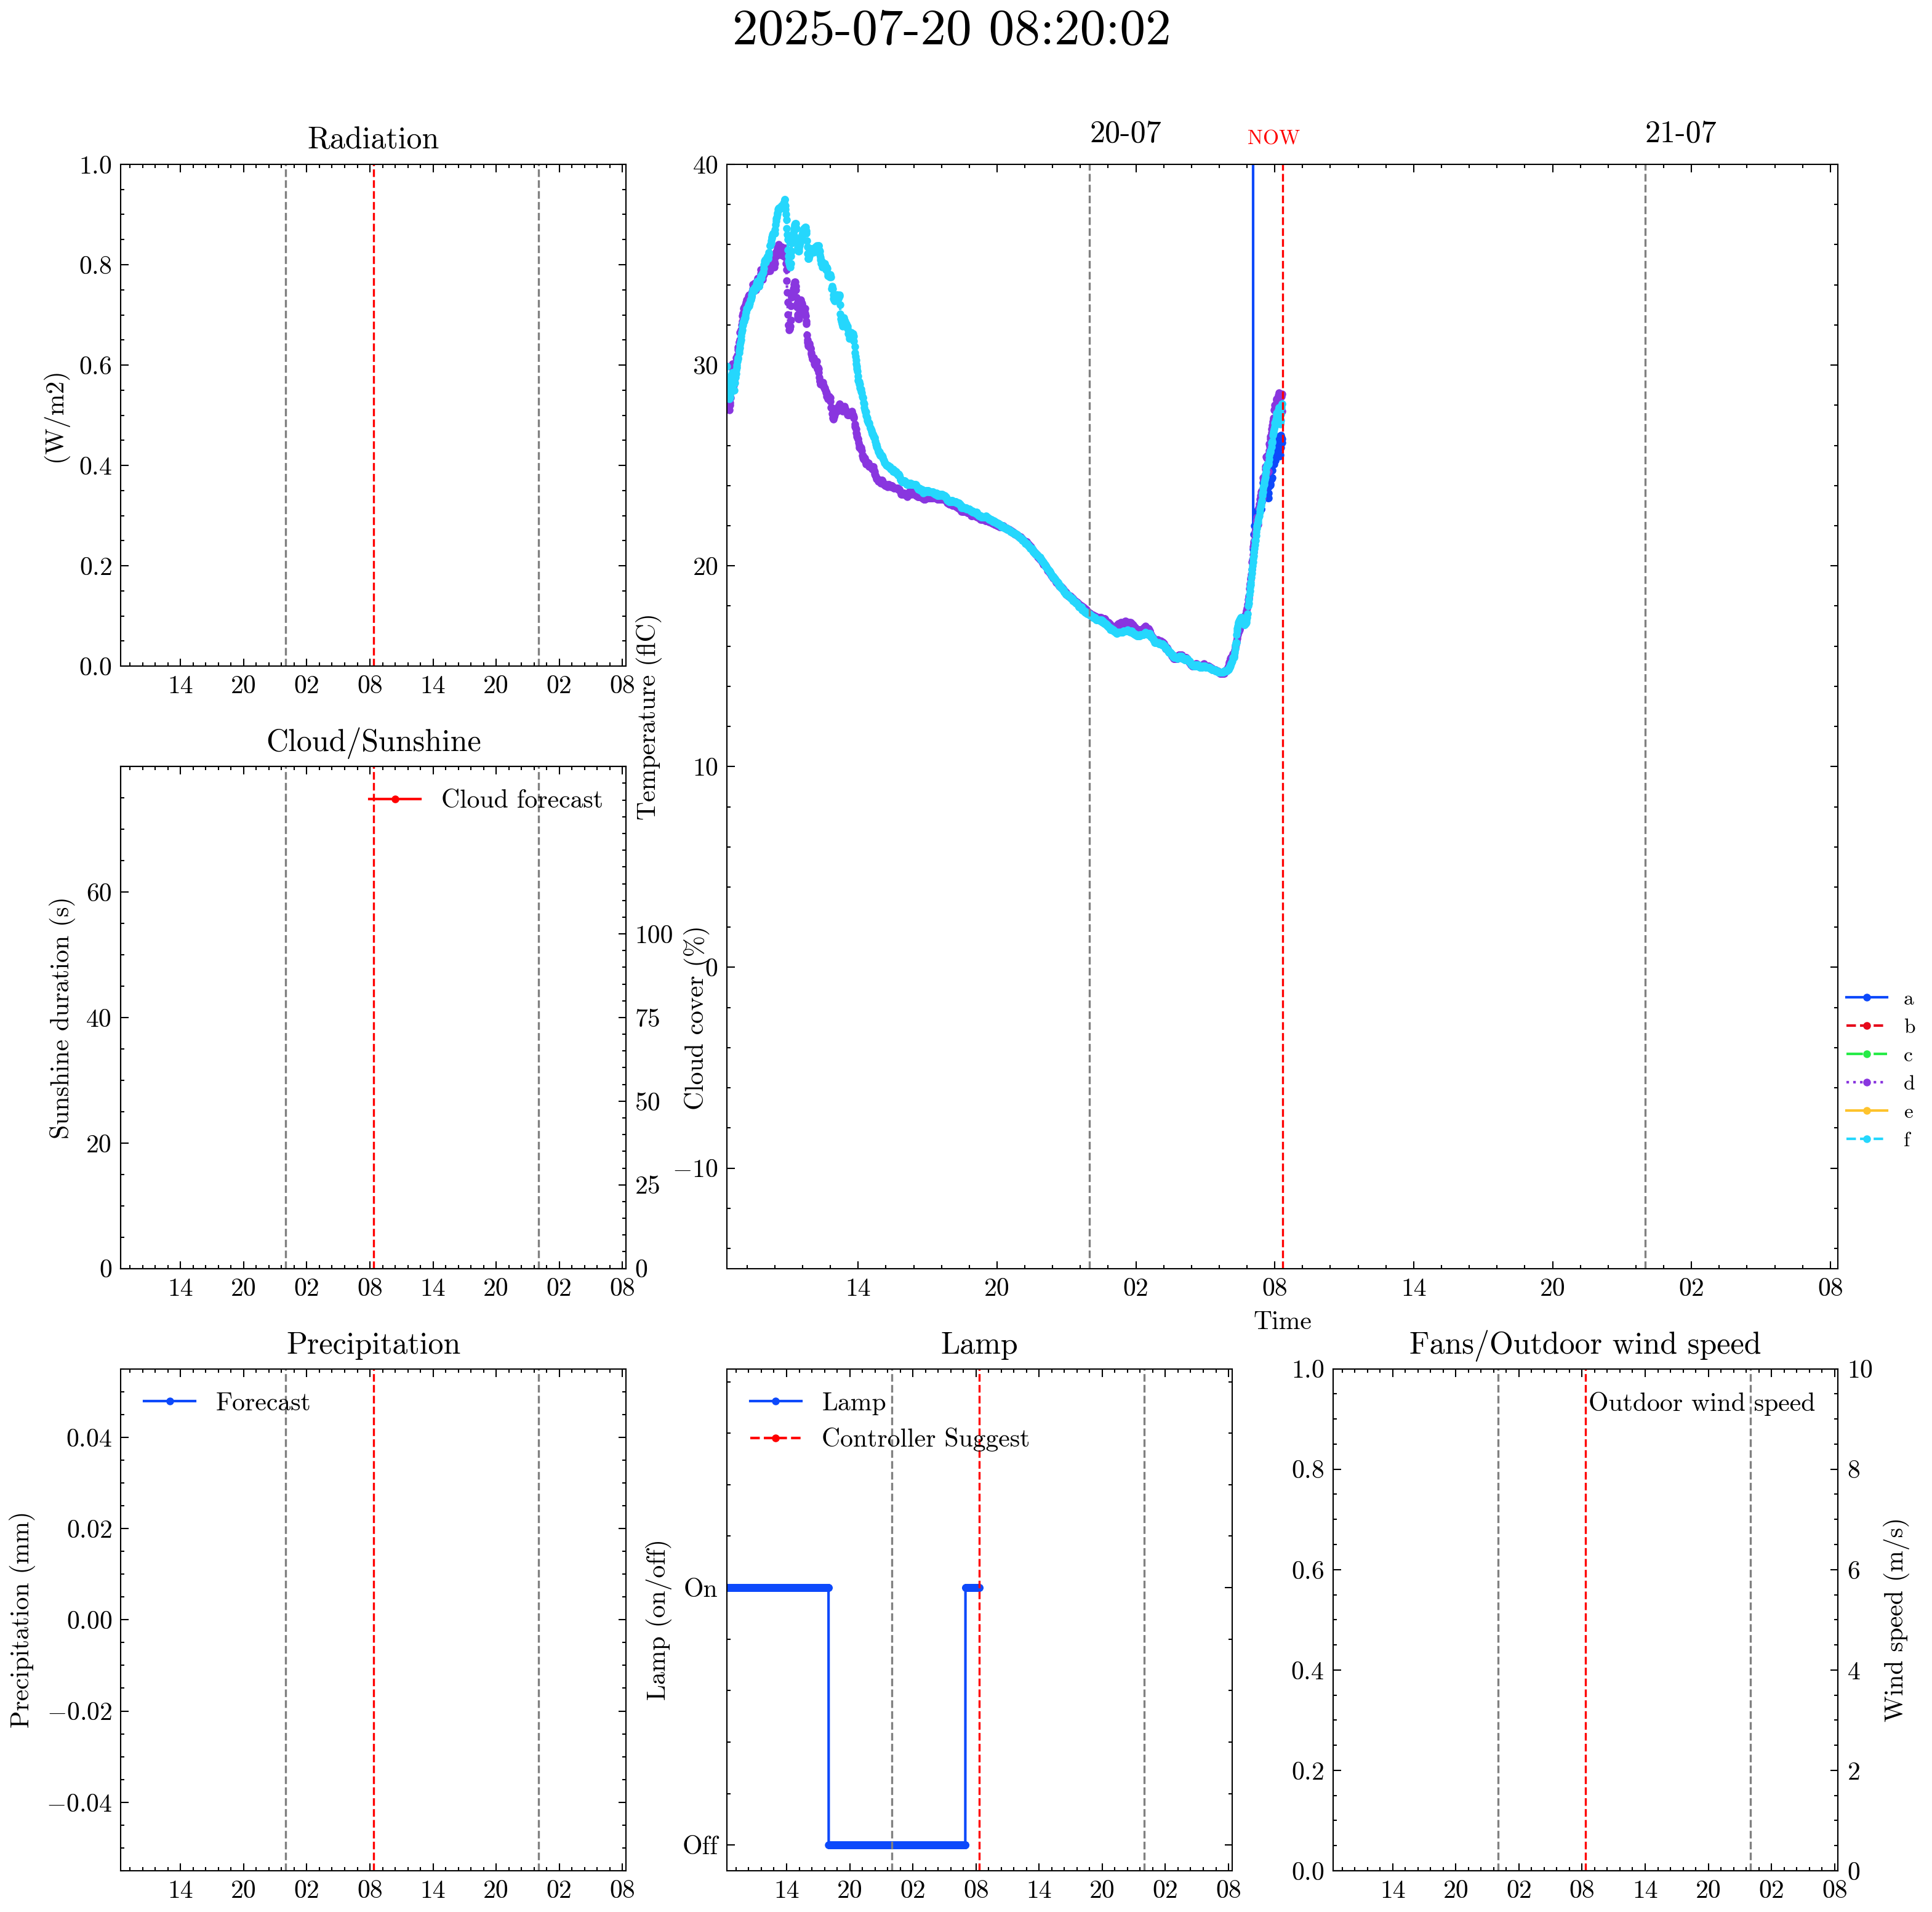 2025-07-20 08:20:02
Radiation
1.0
0.8
0.6
0.4
0.2
0.0
(W/m2)
14 20 02 08 14 20 02 08
20-07
NOW
21-07
40
30
20
10
0
−10
Temperature (flC)
14 20 02 08 14 20 02 08
Time
a
b
c
d
e
f
Cloud/Sunshine
Cloud forecast
60
40
20
0
Sunshine duration (s)
100
75
50
25
0
Cloud cover (%)
14 20 02 08 14 20 02 08
Precipitation
Forecast
0.04
0.02
0.00
−0.02
−0.04
Precipitation (mm)
14 20 02 08 14 20 02 08
Lamp
Lamp
Controller Suggest
On
Off
Lamp (on/off)
14 20 02 08 14 20 02 08
Fans/Outdoor wind speed
Outdoor wind speed
1.0
0.8
0.6
0.4
0.2
0.0
10
8
6
4
2
0
Wind speed (m/s)
14 20 02 08 14 20 02 08